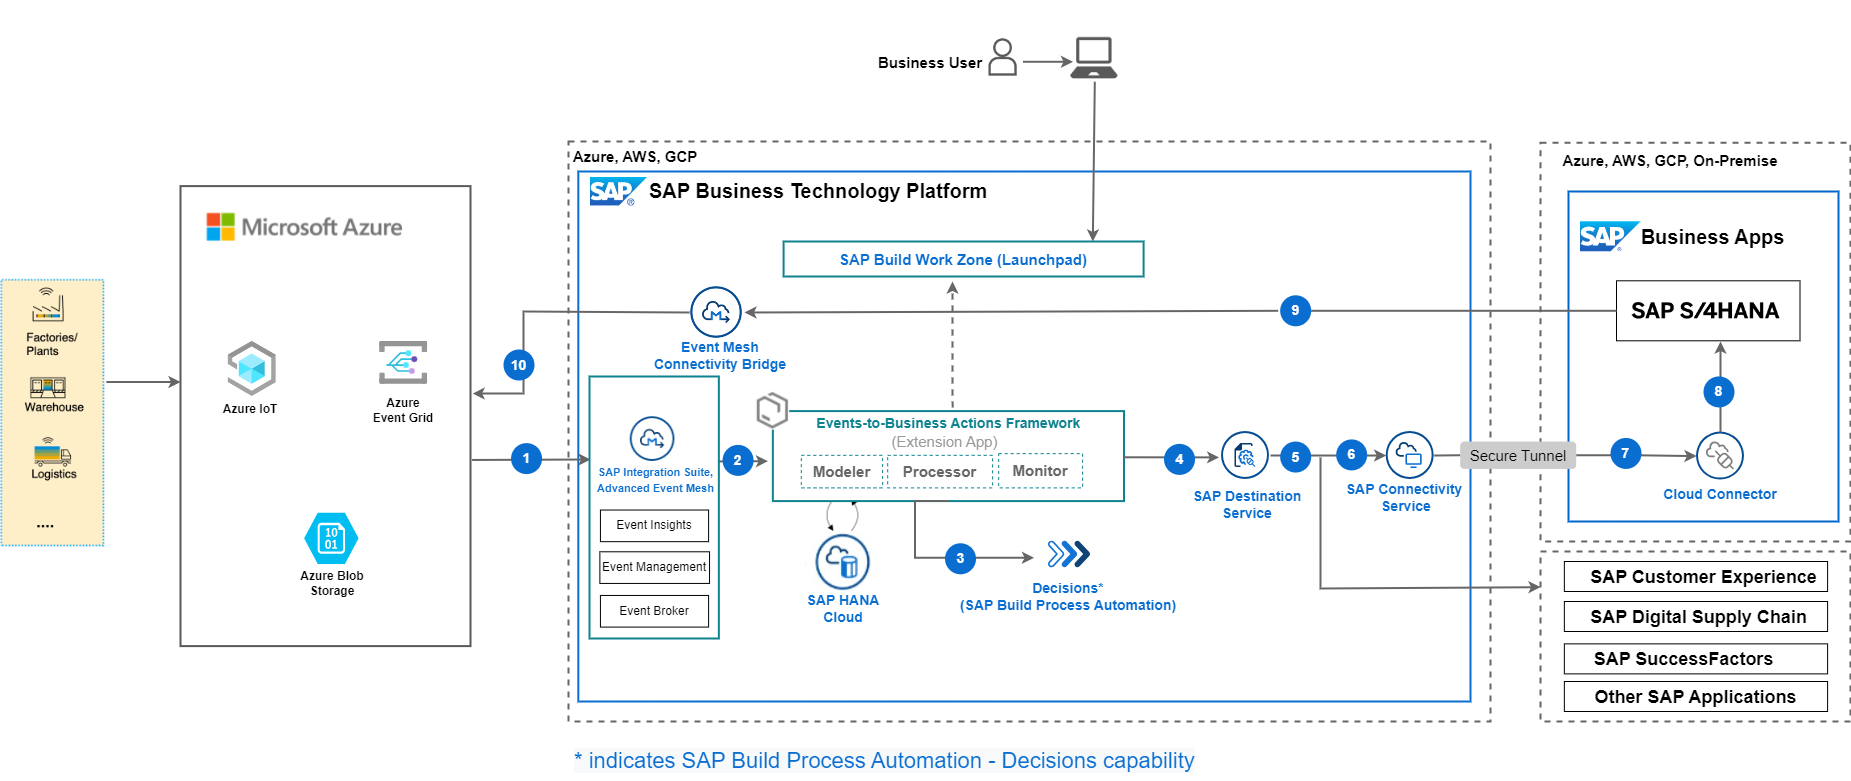 Business User
Azure, AWS, GCP
SAP
®
SAP Business Technology Platform
Azure, AWS, GCP, On-Premise
SAP
®
Business Apps
Microsoft Azure
SAP Build Work Zone (Launchpad)
Factories/
Plants
Warehouse
Logistics
....
Azure IoT
Azure
Event Grid
10
01
Azure Blob
Storage
10
1
Event Mesh
Connectivity Bridge
9
SAP S/4HANA
8
SAP Integration Suite,
Advanced Event Mesh
Event Insights
Event Management
Event Broker
2
Events-to-Business Actions Framework
(Extension App)
Modeler
Processor
Monitor
SAP HANA
Cloud
3
Decisions*
(SAP Build Process Automation)
4
SAP Destination
Service
5
6
SAP Connectivity
Service
Secure Tunnel
7
Cloud Connector
SAP Customer Experience
SAP Digital Supply Chain
SAP SuccessFactors
Other SAP Applications
* indicates SAP Build Process Automation - Decisions capability